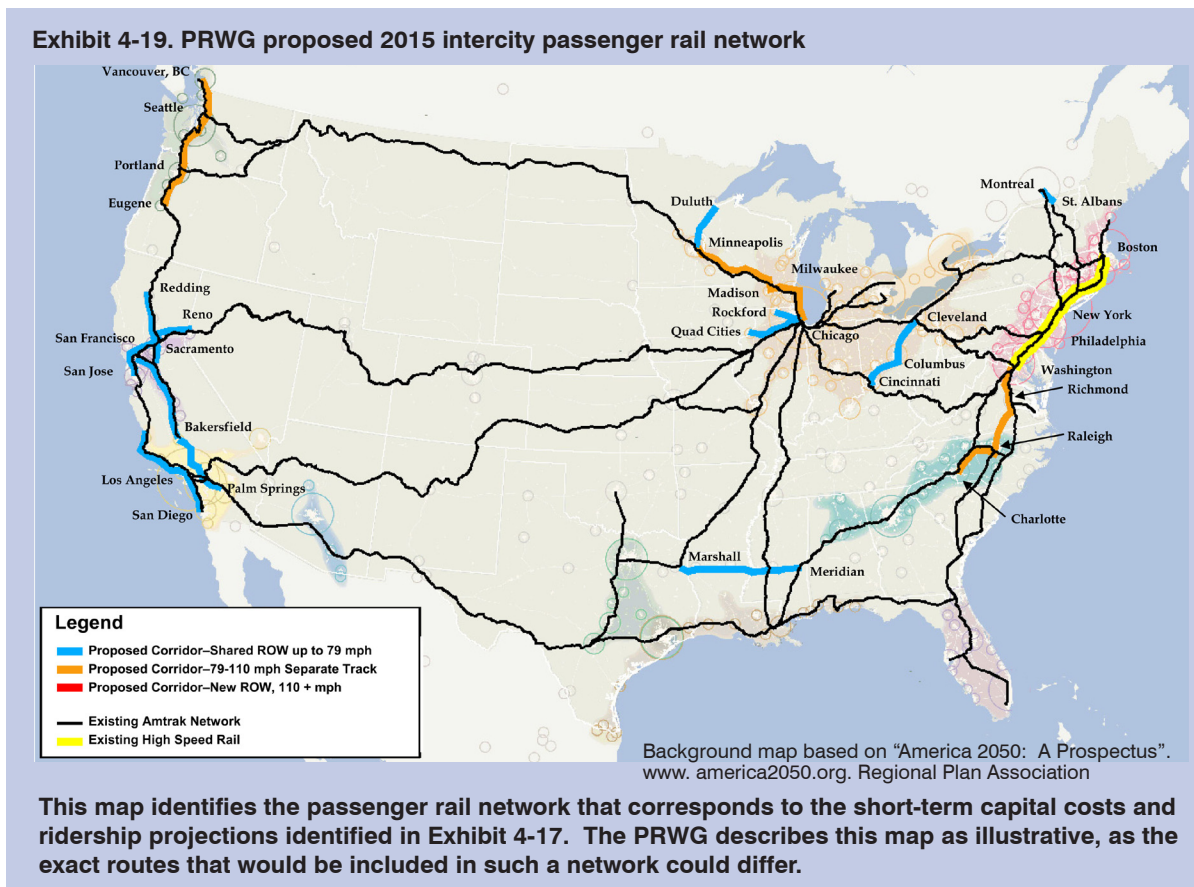 Exhibit 4-19. PRWG proposed 2015 intercity passenger rail network
Vancouver, BC
Seattle
Portland
Eugene
Redding
Reno
San Francisco
Sacramento
San Jose
Bakersfield
Los Angeles
Palm Springs
San Diego
Duluth
Minneapolis
Milwaukee
Madison
Rockford
Quad Cities
Chicago
Cleveland
Columbus
Cincinnati
Montreal
St. Albans
Boston
New York
Philadelphia
Washington
Richmond
Raleigh
Charlotte
Marshall
Meridian
Legend
Proposed Corridor–Shared ROW up to 79 mph
Proposed Corridor–79-110 mph Separate Track
Proposed Corridor–New ROW, 110 + mph
Existing Amtrak Network
Existing High Speed Rail
Background map based on “America 2050: A Prospectus”.
www. america2050.org. Regional Plan Association
This map identifies the passenger rail network that corresponds to the short-term capital costs and
ridership projections identified in Exhibit 4-17. The PRWG describes this map as illustrative, as the
exact routes that would be included in such a network could differ.